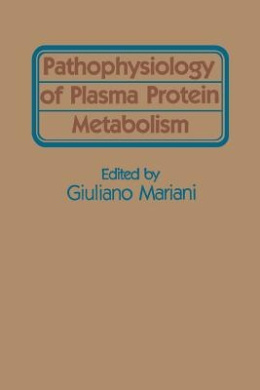 Pathophysiology
of Plasma Protein
Metabolism
Edited by
Giuliano Mariani